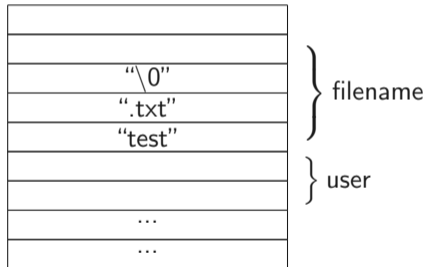 “\0”
filename
“.txt”
“test”
user
...
...